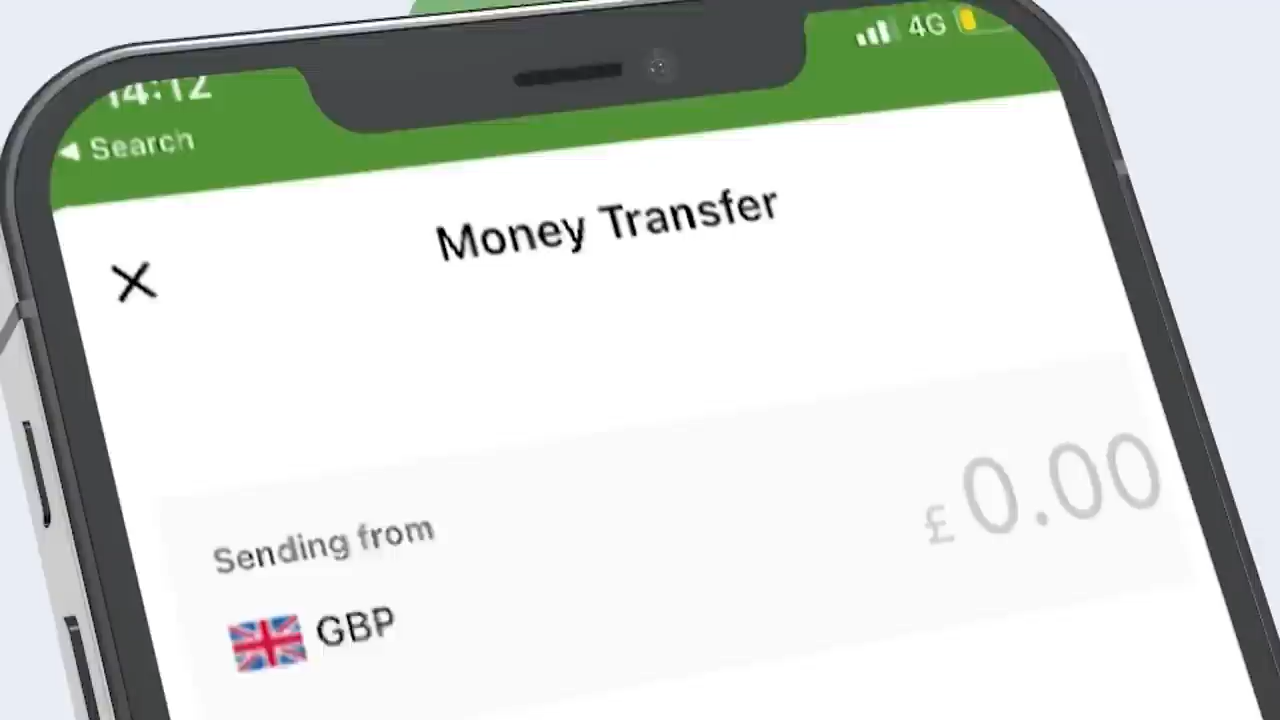 14:12
4G
◀ Search
Money Transfer
Sending from
£ 0.00
GBP